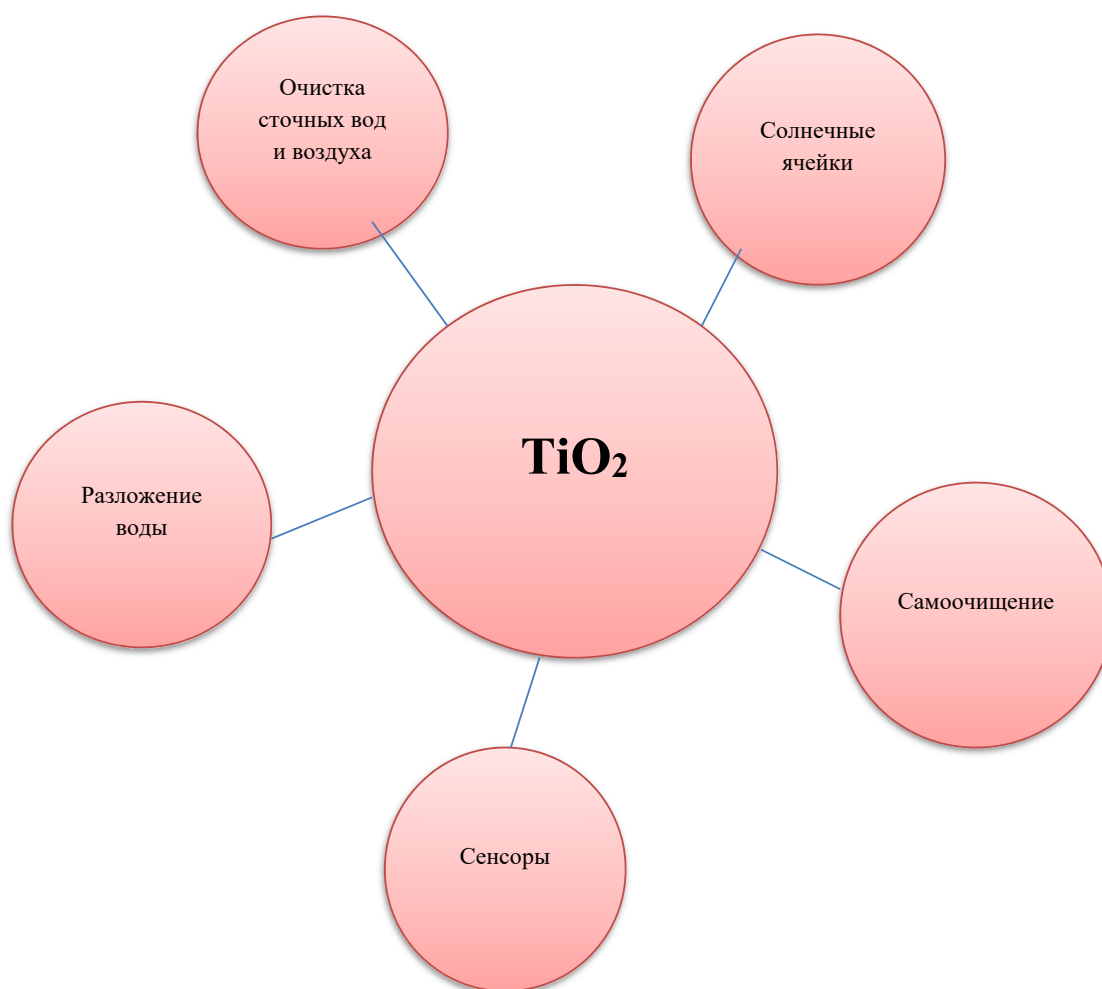 Очистка
сточных вод
и воздуха
Солнечные
ячейки
TiO₂
Разложение
воды
Самоочищение
Сенсоры